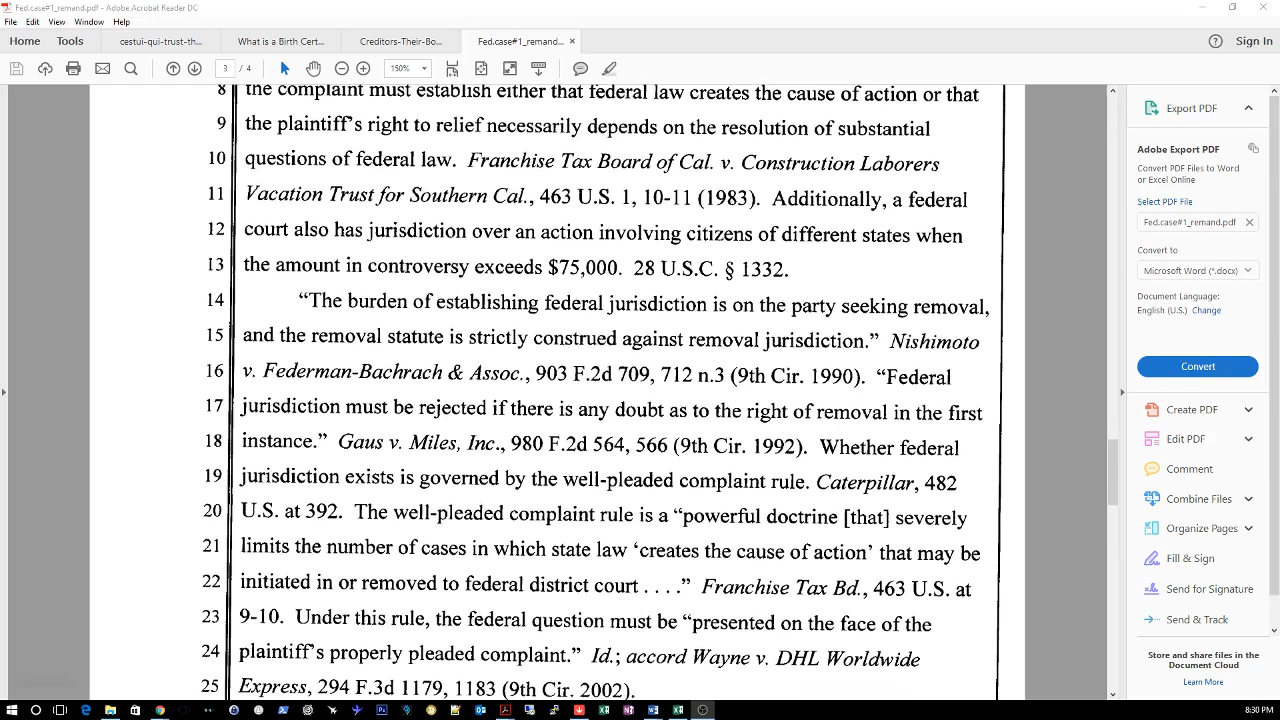 Fed.case#1_remand.pdf - Adobe Acrobat Reader DC
File Edit View Window Help
Home Tools cestui-qui-trust-th... What is a Birth Cert... Creditors-Their-Bo... Fed.case#1_remand... × Sign In
3 / 4 150%
8 the complaint must establish either that federal law creates the cause of action or that
9 the plaintiff's right to relief necessarily depends on the resolution of substantial
10 questions of federal law. Franchise Tax Board of Cal. v. Construction Laborers
11 Vacation Trust for Southern Cal., 463 U.S. 1, 10-11 (1983). Additionally, a federal
12 court also has jurisdiction over an action involving citizens of different states when
13 the amount in controversy exceeds $75,000. 28 U.S.C. § 1332.
14 “The burden of establishing federal jurisdiction is on the party seeking removal,
15 and the removal statute is strictly construed against removal jurisdiction.” Nishimoto
16 v. Federman-Bachrach & Assoc., 903 F.2d 709, 712 n.3 (9th Cir. 1990). “Federal
17 jurisdiction must be rejected if there is any doubt as to the right of removal in the first
18 instance.” Gaus v. Miles, Inc., 980 F.2d 564, 566 (9th Cir. 1992). Whether federal
19 jurisdiction exists is governed by the well-pleaded complaint rule. Caterpillar, 482
20 U.S. at 392. The well-pleaded complaint rule is a “powerful doctrine [that] severely
21 limits the number of cases in which state law ‘creates the cause of action’ that may be
22 initiated in or removed to federal district court . . . .” Franchise Tax Bd., 463 U.S. at
23 9-10. Under this rule, the federal question must be “presented on the face of the
24 plaintiff's properly pleaded complaint.” Id.; accord Wayne v. DHL Worldwide
25 Express, 294 F.3d 1179, 1183 (9th Cir. 2002).
Export PDF
Adobe Export PDF
Convert PDF Files to Word
or Excel Online
Select PDF File
Fed.case#1_remand.pdf
Convert to
Microsoft Word (*.docx)
Document Language:
English (U.S.) Change
Convert
Create PDF
Edit PDF
Comment
Combine Files
Organize Pages
Fill & Sign
Send for Signature
Send & Track
Store and share files in the
Document Cloud
Learn More
8:30 PM